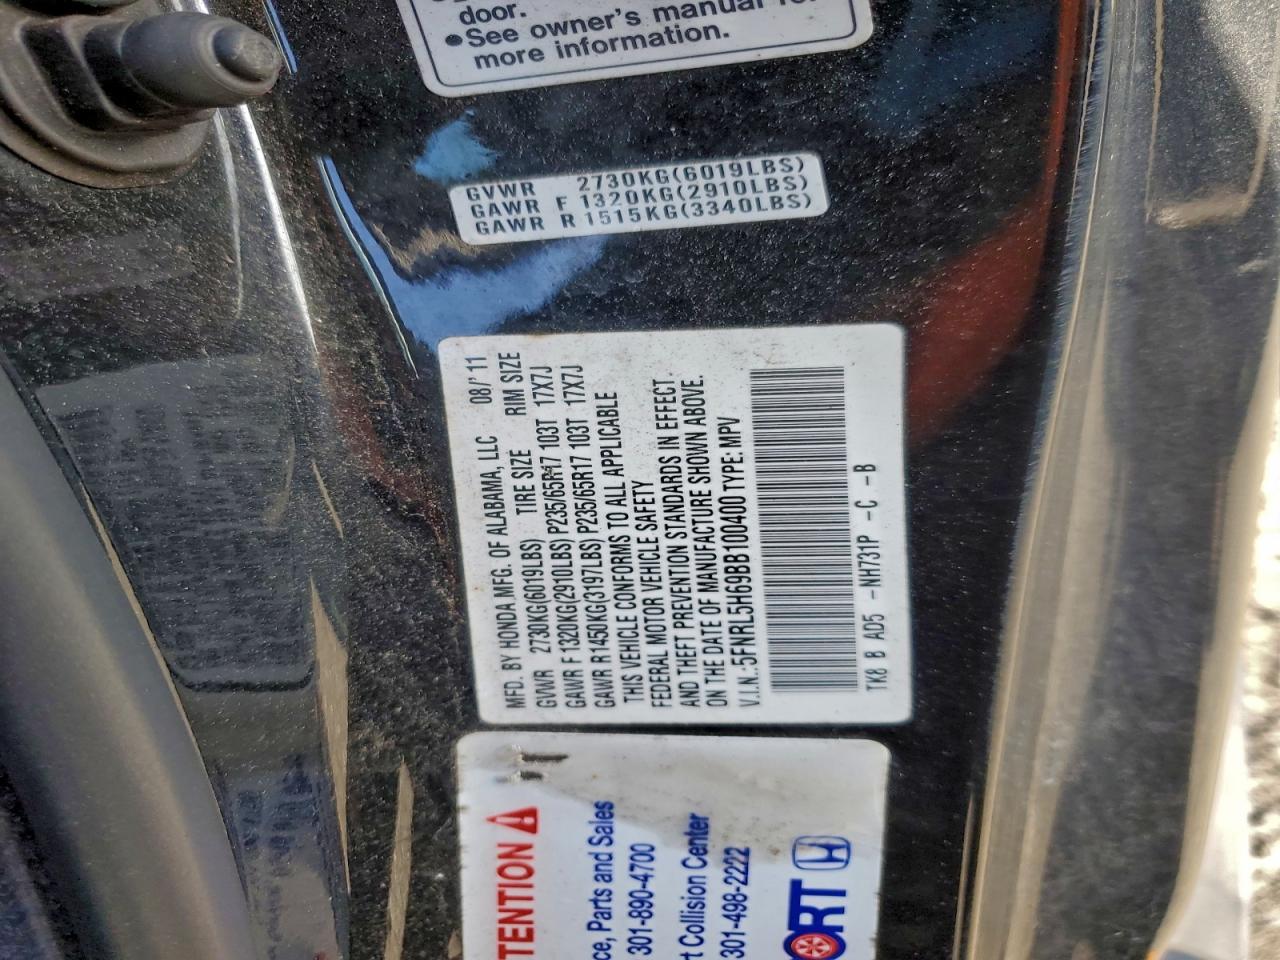 door.
●See owner's manual for
more information.
GVWR 2730KG(6019LBS)
GAWR F 1320KG(2910LBS)
GAWR R 1515KG(3340LBS)
MFD. BY HONDA MFG. OF ALABAMA, LLC 08/'11
GVWR 2730KG(6019LBS) TIRE SIZE RIM SIZE
GAWR F 1320KG(2910LBS) P235/65R17 103T 17X7J
GAWR R 1450KG(3197LBS) P235/65R17 103T 17X7J
THIS VEHICLE CONFORMS TO ALL APPLICABLE
FEDERAL MOTOR VEHICLE SAFETY
AND THEFT PREVENTION STANDARDS IN EFFECT
ON THE DATE OF MANUFACTURE SHOWN ABOVE.
V.I.N.:5FNRL5H69BB100400 TYPE: MPV
TK8 B AD5 -NH731P -C -B
TENTION
ce, Parts and Sales
301-890-4700
t Collision Center
301-498-2222
ORT